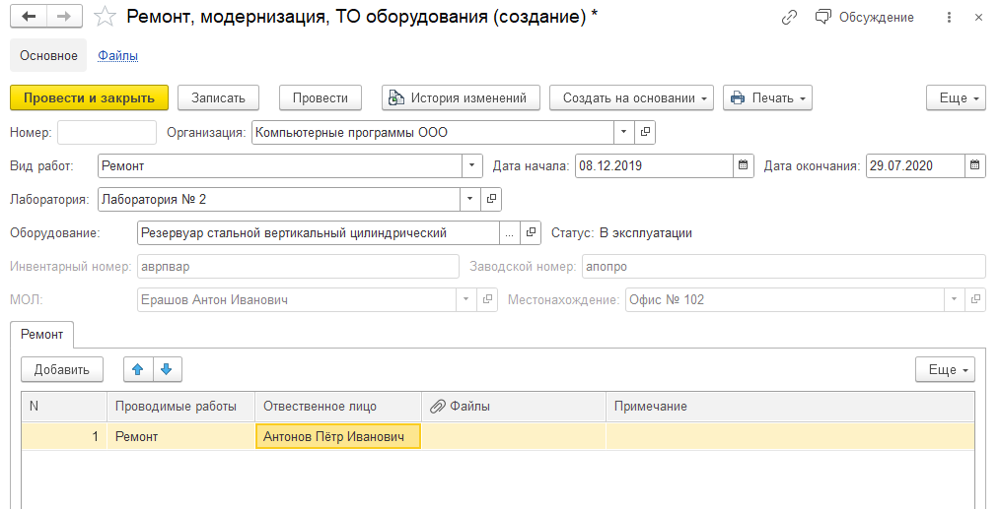 Ремонт, модернизация, ТО оборудования (создание) * Обсуждение
Основное Файлы
Провести и закрыть Записать Провести История изменений Создать на основании Печать Еще
Номер: Организация: Компьютерные программы ООО
Вид работ: Ремонт Дата начала: 08.12.2019 Дата окончания: 29.07.2020
Лаборатория: Лаборатория № 2
Оборудование: Резервуар стальной вертикальный цилиндрический ... Статус: В эксплуатации
Инвентарный номер: аврпвар Заводской номер: апопро
МОЛ: Ерашов Антон Иванович Местонахождение: Офис № 102
Ремонт
Добавить Еще
N Проводимые работы Отвественное лицо Файлы Примечание
1 Ремонт Антонов Пётр Иванович